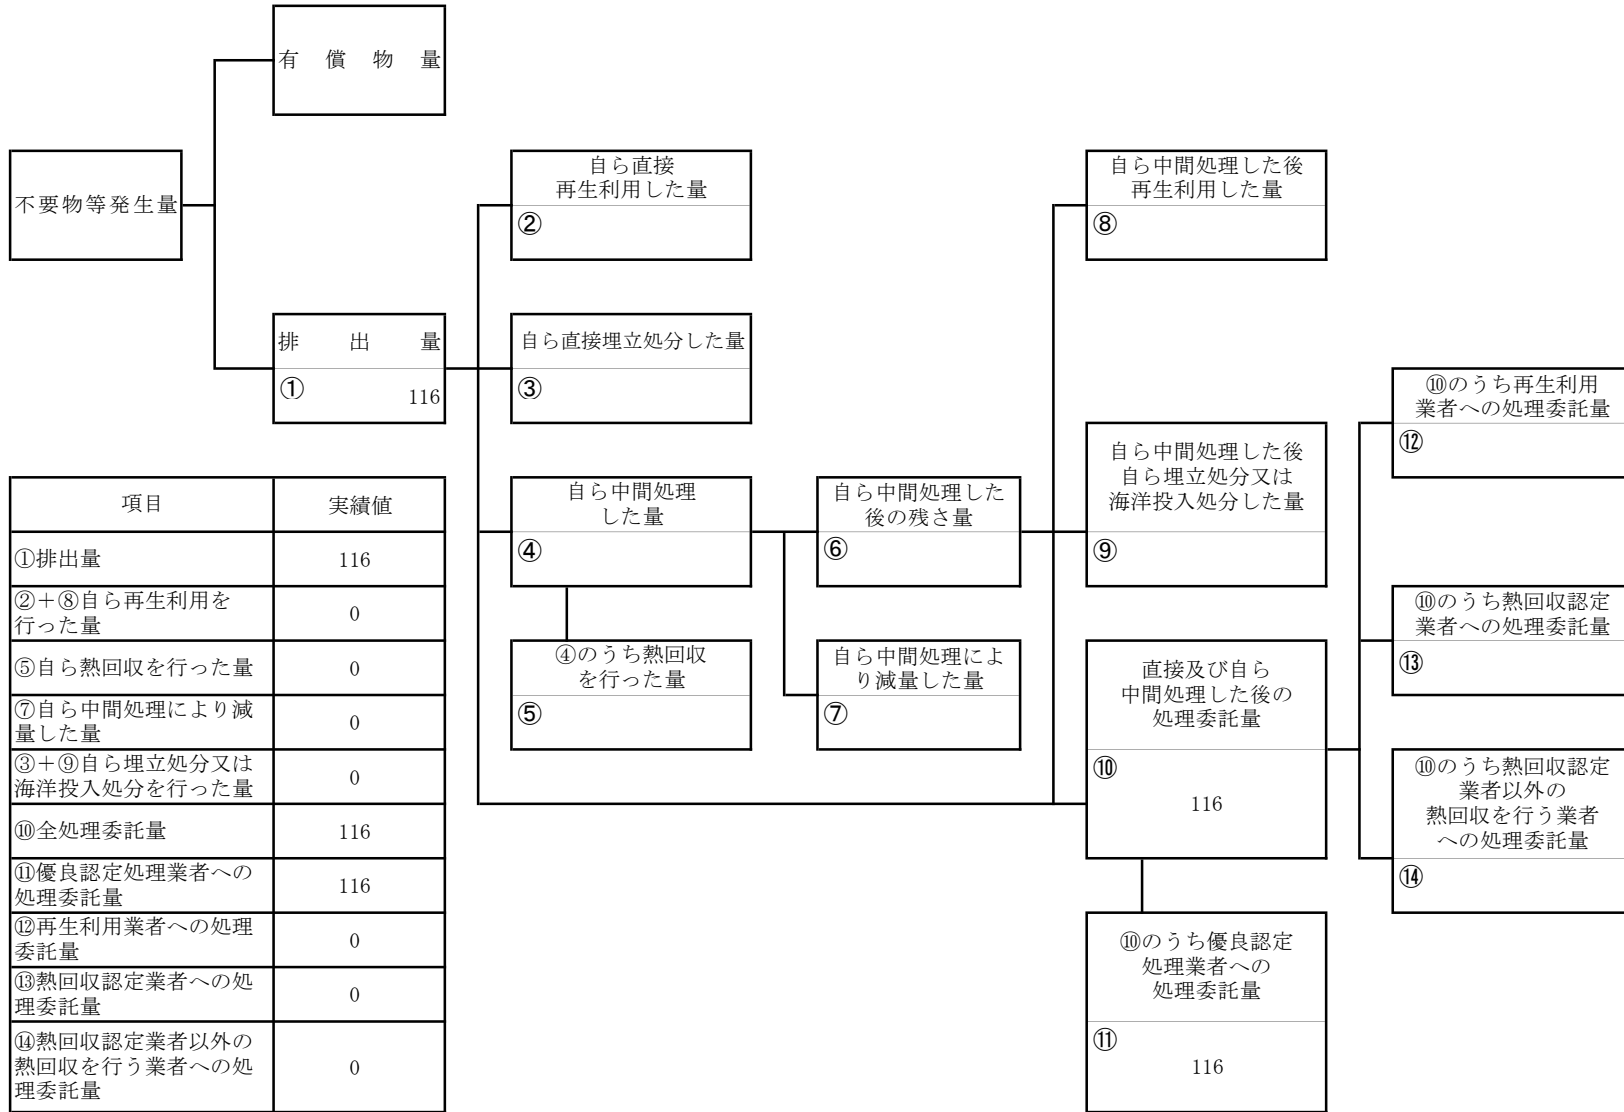 有償物量
不要物等発生量
排出量
①
116
自ら直接
再生利用した量
②
自ら直接埋立処分した量
③
自ら中間処理
した量
④
④のうち熱回収
を行った量
⑤
自ら中間処理した
後の残さ量
⑥
自ら中間処理によ
り減量した量
⑦
自ら中間処理した後
再生利用した量
⑧
自ら中間処理した後
自ら埋立処分又は
海洋投入処分した量
⑨
直接及び自ら
中間処理した後の
処理委託量
⑩
116
⑩のうち優良認定
処理業者への
処理委託量
⑪
116
⑩のうち再生利用
業者への処理委託量
⑫
⑩のうち熱回収認定
業者への処理委託量
⑬
⑩のうち熱回収認定
業者以外の
熱回収を行う業者
への処理委託量
⑭
項目 実績値
①排出量 116
②＋⑧自ら再生利用を
行った量 0
⑤自ら熱回収を行った量 0
⑦自ら中間処理により減
量した量 0
③＋⑨自ら埋立処分又は
海洋投入処分を行った量 0
⑩全処理委託量 116
⑪優良認定処理業者への
処理委託量 116
⑫再生利用業者への処理
委託量 0
⑬熱回収認定業者への処
理委託量 0
⑭熱回収認定業者以外の
熱回収を行う業者への処
理委託量 0